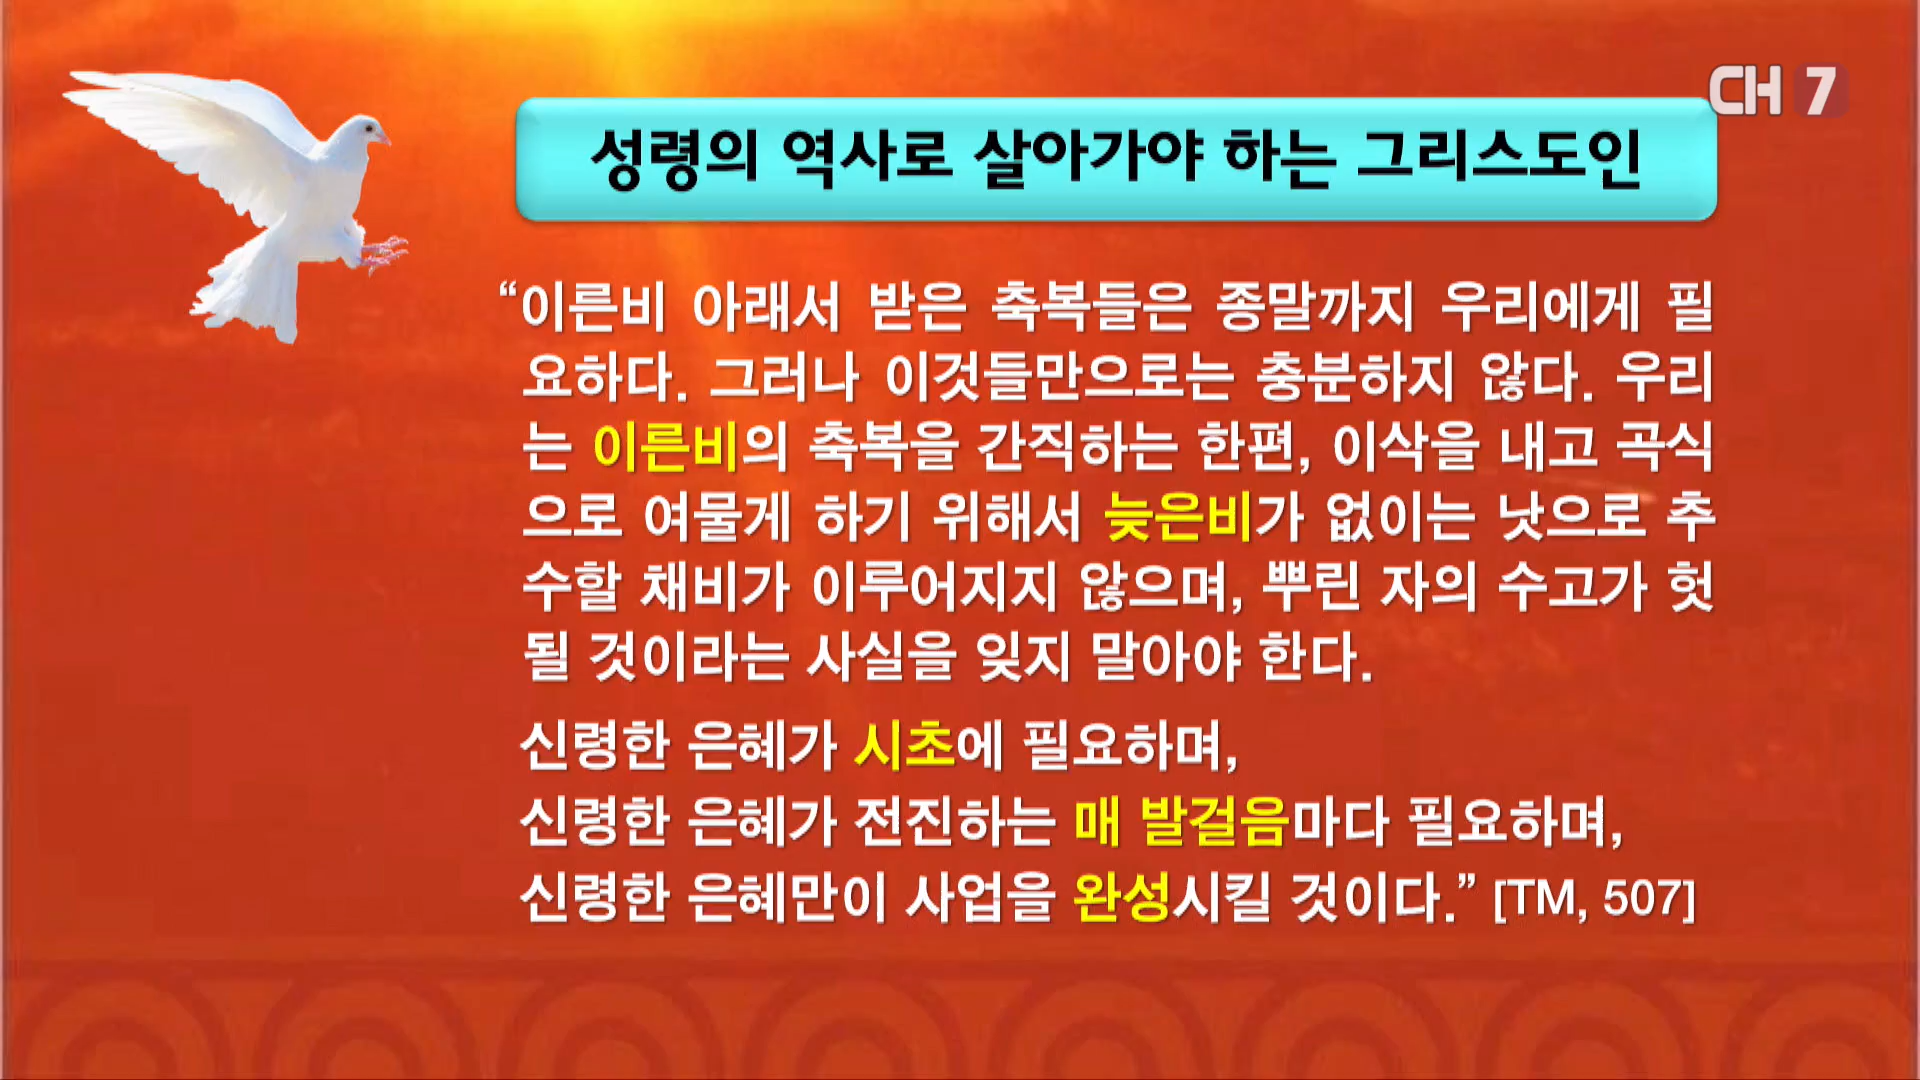 CH 7
성령의 역사로 살아가야 하는 그리스도인
“이른비 아래서 받은 축복들은 종말까지 우리에게 필
요하다. 그러나 이것들만으로는 충분하지 않다. 우리
는 이른비의 축복을 간직하는 한편, 이삭을 내고 곡식
으로 여물게 하기 위해서 늦은비가 없이는 낫으로 추
수할 채비가 이루어지지 않으며, 뿌린 자의 수고가 헛
될 것이라는 사실을 잊지 말아야 한다.
신령한 은혜가 시초에 필요하며,
신령한 은혜가 전진하는 매 발걸음마다 필요하며,
신령한 은혜만이 사업을 완성시킬 것이다.” [TM, 507]